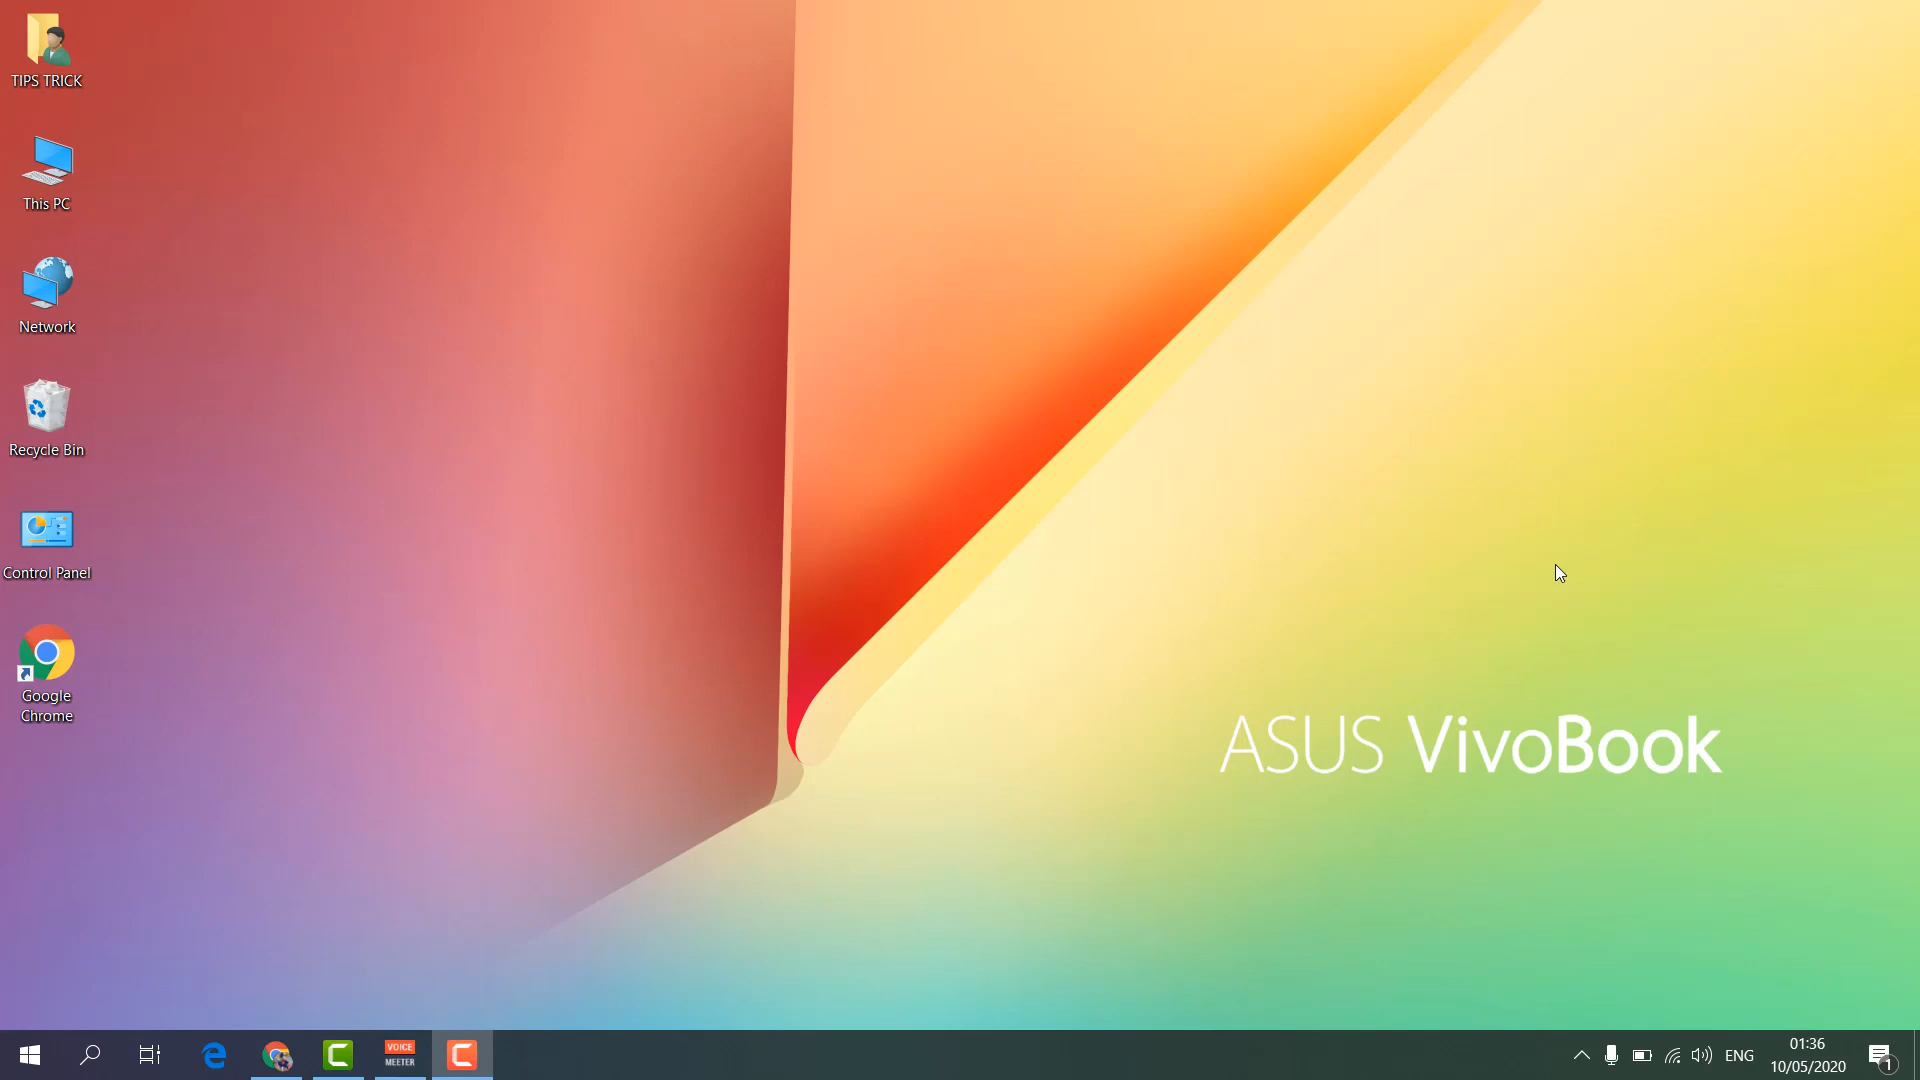 TIPS TRICK
This PC
Network
Recycle Bin
Control Panel
Google
Chrome
ASUS VivoBook
VOICE
MEETER
ENG
01:36
10/05/2020
1